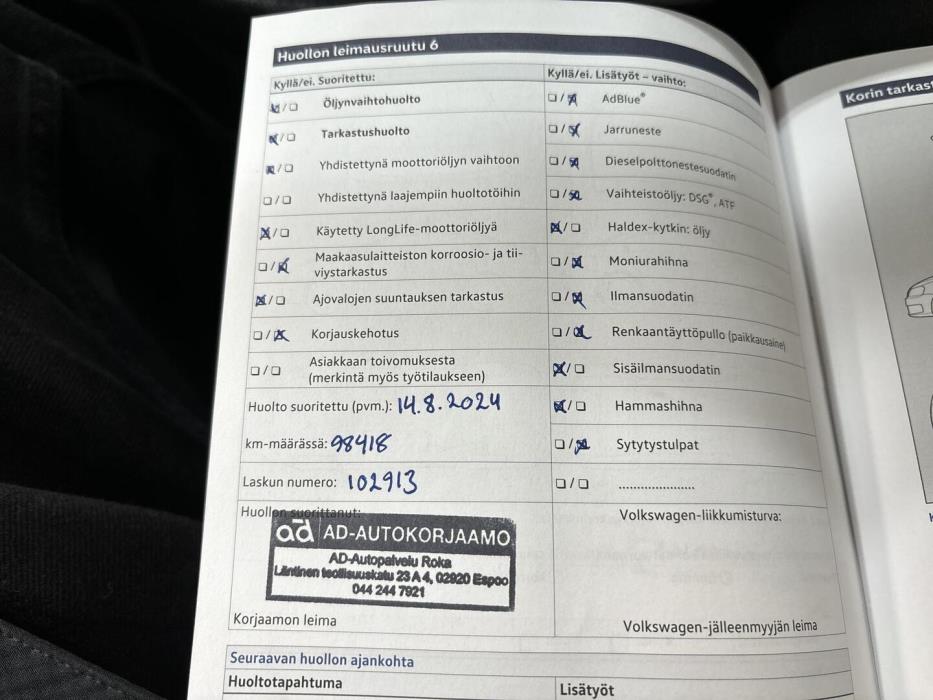 Huollon leimausruutu 6
Kyllä/ei. Suoritettu:
Öljynvaihtohuolto
Tarkastushuolto
Yhdistettynä moottoriöljyn vaihtoon
Yhdistettynä laajempiin huoltotöihin
Käytetty LongLife-moottoriöljyä
Maakaasulaitteiston korroosio- ja tii-
viystarkastus
Ajovalojen suuntauksen tarkastus
Korjauskehotus
Asiakkaan toivomuksesta
(merkintä myös työtilaukseen)
Huolto suoritettu (pvm.): 14.8.2024
km-määrässä: 98418
Laskun numero: 102913
Huollon suorittanut:
ad AD-AUTOKORJAAMO
AD-Autopalvelu Roka
Läntinen teollisuuskatu 23 A 4, 02920 Espoo
044 244 7921
Korjaamon leima
Kyllä/ei. Lisätyöt – vaihto:
AdBlue®
Jarruneste
Dieselpolttonestesuodatin
Vaihteistoöljy: DSG®, ATF
Haldex-kytkin: öljy
Moniurahihna
Ilmansuodatin
Renkaantäyttöpullo (paikkausaine)
Sisäilmansuodatin
Hammashihna
Sytytystulpat
......................
Volkswagen-liikkumisturva:
Volkswagen-jälleenmyyjän leima
Seuraavan huollon ajankohta
Huoltotapahtuma
Lisätyöt
Korin tarkast